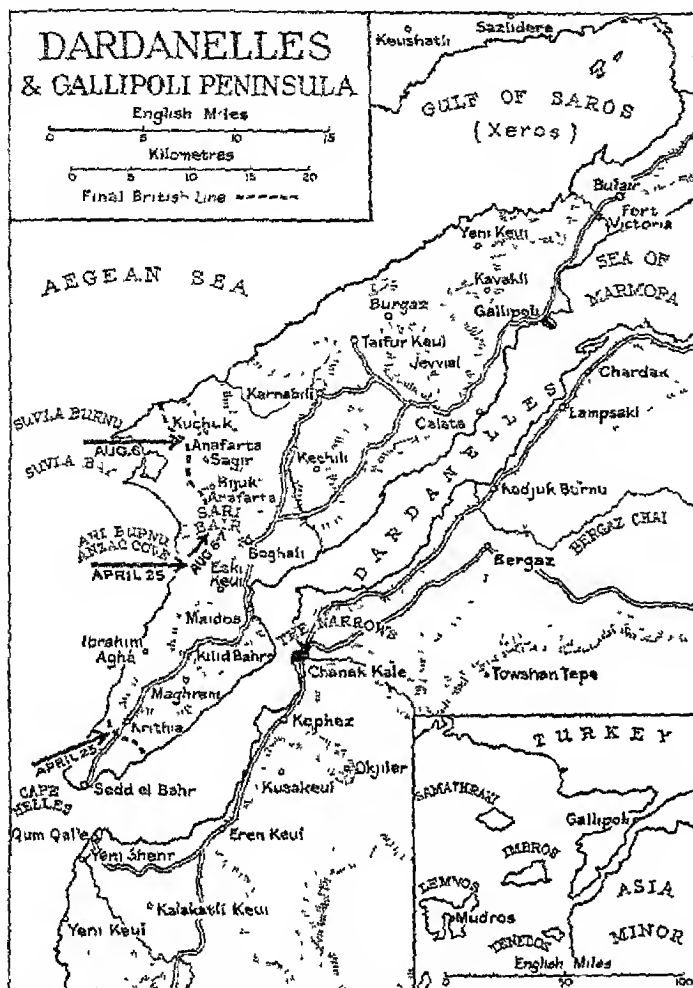 DARDANELLES
& GALLIPOLI PENINSULA
English Miles
0 5 10 15
Kilometres
0 5 10 15 20
Final British Line
Keushatli
Sazlidere
GULF OF SAROS
(Xeros)
Bulair
Fort
Victoria
SEA OF
MARMORA
AEGEAN SEA
Yeni Keui
Kavakli
Burgaz
Gallipoli
Taifur Keui
Jevvial
Chardak
Karnabili
Lampsaki
Galata
SUVLA BURNU
Kuchuk
Anafarta
AUG.6
Sagir
SUVLA BAY
Kechili
Bijuk
Anafarta
Kodjuk Burnu
SARI
BAIR
DARDANELLES
BERGAZ CHAI
ARI BURNU
ANZAC COVE
AUG 6-7
Boghali
APRIL 25
Eski
Keui
Bergaz
Maidos
THE NARROWS
Ibrahim
Agha
Kilid Bahr
Chanak Kale
Towshan Tepe
Maghram
Krithia
Kephez
APRIL 25
Okjiler
CAPE
HELLES
Sedd el Bahr
Kusakeui
Qum Qal'e
Eren Keui
Yeni Shehr
Kalakatli Keui
Yeni Keui
TURKEY
SAMATHRAKI
Gallipoli
IMBROS
LEMNOS
ASIA
Mudros
MINOR
TENEDOS
English Miles
0 50 100